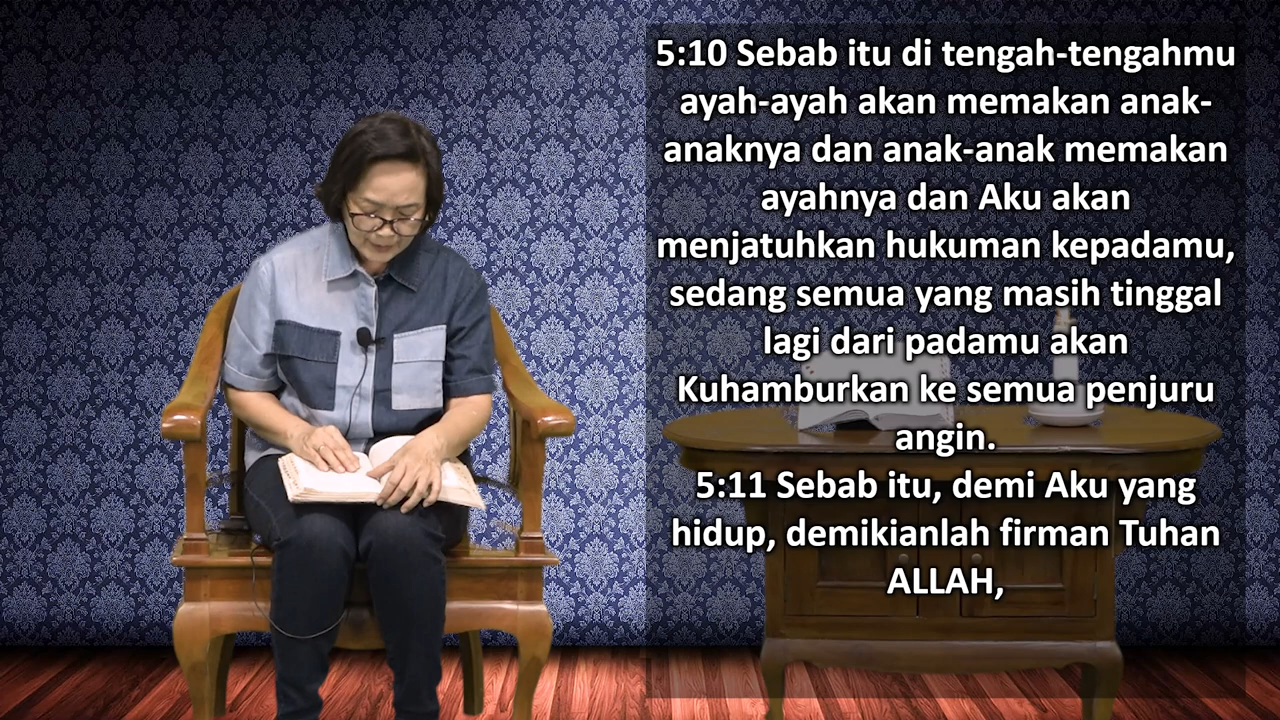 5:10 Sebab itu di tengah-tengahmu
ayah-ayah akan memakan anak-
anaknya dan anak-anak memakan
ayahnya dan Aku akan
menjatuhkan hukuman kepadamu,
sedang semua yang masih tinggal
lagi dari padamu akan
Kuhamburkan ke semua penjuru
angin.
5:11 Sebab itu, demi Aku yang
hidup, demikianlah firman Tuhan
ALLAH,